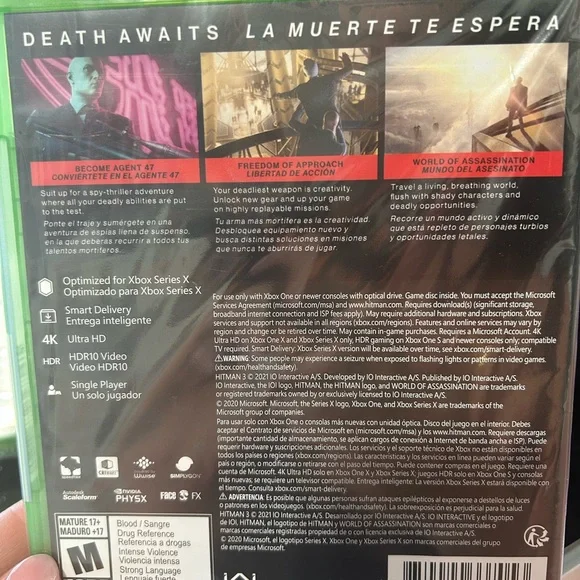 DEATH AWAITS LA MUERTE TE ESPERA
BECOME AGENT 47
CONVIÉRTETE EN EL AGENTE 47
Suit up for a spy-thriller adventure
where all your deadly abilities are put
to the test.
Ponte el traje y sumérgete en una
aventura de espías llena de suspenso,
en la que deberás recurrir a todos tus
talentos mortíferos.
FREEDOM OF APPROACH
LIBERTAD DE ACCIÓN
Your deadliest weapon is creativity.
Unlock new gear and up your game
on highly replayable missions.
Tu arma más mortífera es la creatividad.
Desbloquea equipamiento nuevo y
busca distintas soluciones en misiones
que nunca dejarán de sorprenderte.
WORLD OF ASSASSINATION
MUNDO DEL ASESINATO
Travel a living, breathing world,
flush with shady characters and
deadly opportunities.
Recorre un mundo activo y dinámico
que está repleto de personajes turbios
y oportunidades letales.
Optimized for Xbox Series X
Optimizado para Xbox Series X
Smart Delivery
Entrega inteligente
4K Ultra HD
HDR HDR10 Video
Video HDR10
Single Player
Un solo jugador
For use only with Xbox One or newer consoles with optical drive. Game disc inside. You must accept the Microsoft
Services Agreement (microsoft.com/msa) and www.hitman.com. Requires download(s) (significant storage,
broadband internet connection and ISP fees apply). May require additional hardware and subscriptions. Xbox
services and support not available in all regions (xbox.com/regions). Features and online services may vary by
region and change or be retired over time. May contain in-game purchases. Requires a Microsoft Account. 4K
Ultra HD on Xbox One X and Xbox Series X only; HDR gaming on Xbox One S and newer consoles only; compatible
TV required. Smart Delivery: Xbox Series X version will be available over time, see xbox.com/smart-delivery.
WARNING: Some people may experience a seizure when exposed to flashing lights or patterns in video games.
(xbox.com/healthandsafety).
HITMAN 3 © 2021 IO Interactive A/S. Developed by IO Interactive A/S. Published by IO Interactive A/S.
IO Interactive, the IOI logo, HITMAN, the HITMAN logo, and WORLD OF ASSASSINATION are trademarks
or registered trademarks owned by or exclusively licensed to IO Interactive A/S.
© 2020 Microsoft. Microsoft, the Series X logo, Xbox One, and Xbox Series X are trademarks of the
Microsoft group of companies.
Para usar solo con Xbox One o consolas más nuevas con unidad óptica. Disco del juego en el interior. Debes
aceptar el Contrato de servicios de Microsoft (microsoft.com/msa) y los www.hitman.com. Requiere descargas
(importante cantidad de almacenamiento, se aplican cargos de conexión a Internet de banda ancha e ISP). Puede
requerir hardware y suscripciones adicionales. Los servicios y el soporte técnico de Xbox no están disponibles en
todos los países o regiones (xbox.com/regions). Las características y los servicios en línea pueden variar según el
país o región, o modificarse o retirarse con el paso del tiempo. Puede contener compras en el juego. Requiere una
cuenta de Microsoft. 4K Ultra HD solo en Xbox One X y Xbox Series X; juegos HDR solo en Xbox One S y consolas
más nuevas; se requiere un televisor compatible. Entrega inteligente: La versión Xbox Series X estará disponible con
el tiempo. Consulta xbox.com/smart-delivery.
ADVERTENCIA: Es posible que algunas personas sufran ataques epilépticos al exponerse a destellos de luces
o patrones en los videojuegos. (xbox.com/healthandsafety). La sobreexposición es perjudicial para la salud
HITMAN 3 © 2021 IO Interactive A/S. Desarrollado por IO Interactive A/S. IO INTERACTIVE y el logotipo
de IOI, HITMAN, el logotipo de HITMAN y WORLD OF ASSASSINATION son marcas comerciales o
marcas comerciales registradas propiedad de o con licencia exclusiva para IO Interactive A/S.
© 2020 Microsoft, el logotipo Series X, Xbox One y Xbox Series X son marcas comerciales del grupo
de empresas Microsoft.
Wwise
SIMPLYGON
Autodesk
Scaleform
NVIDIA
PHYSX
FX
MATURE 17+
MADURO +17
M
Blood / Sangre
Drug Reference
Referencia a drogas
Intense Violence
Violencia intensa
Strong Language
Lenguaje fuerte